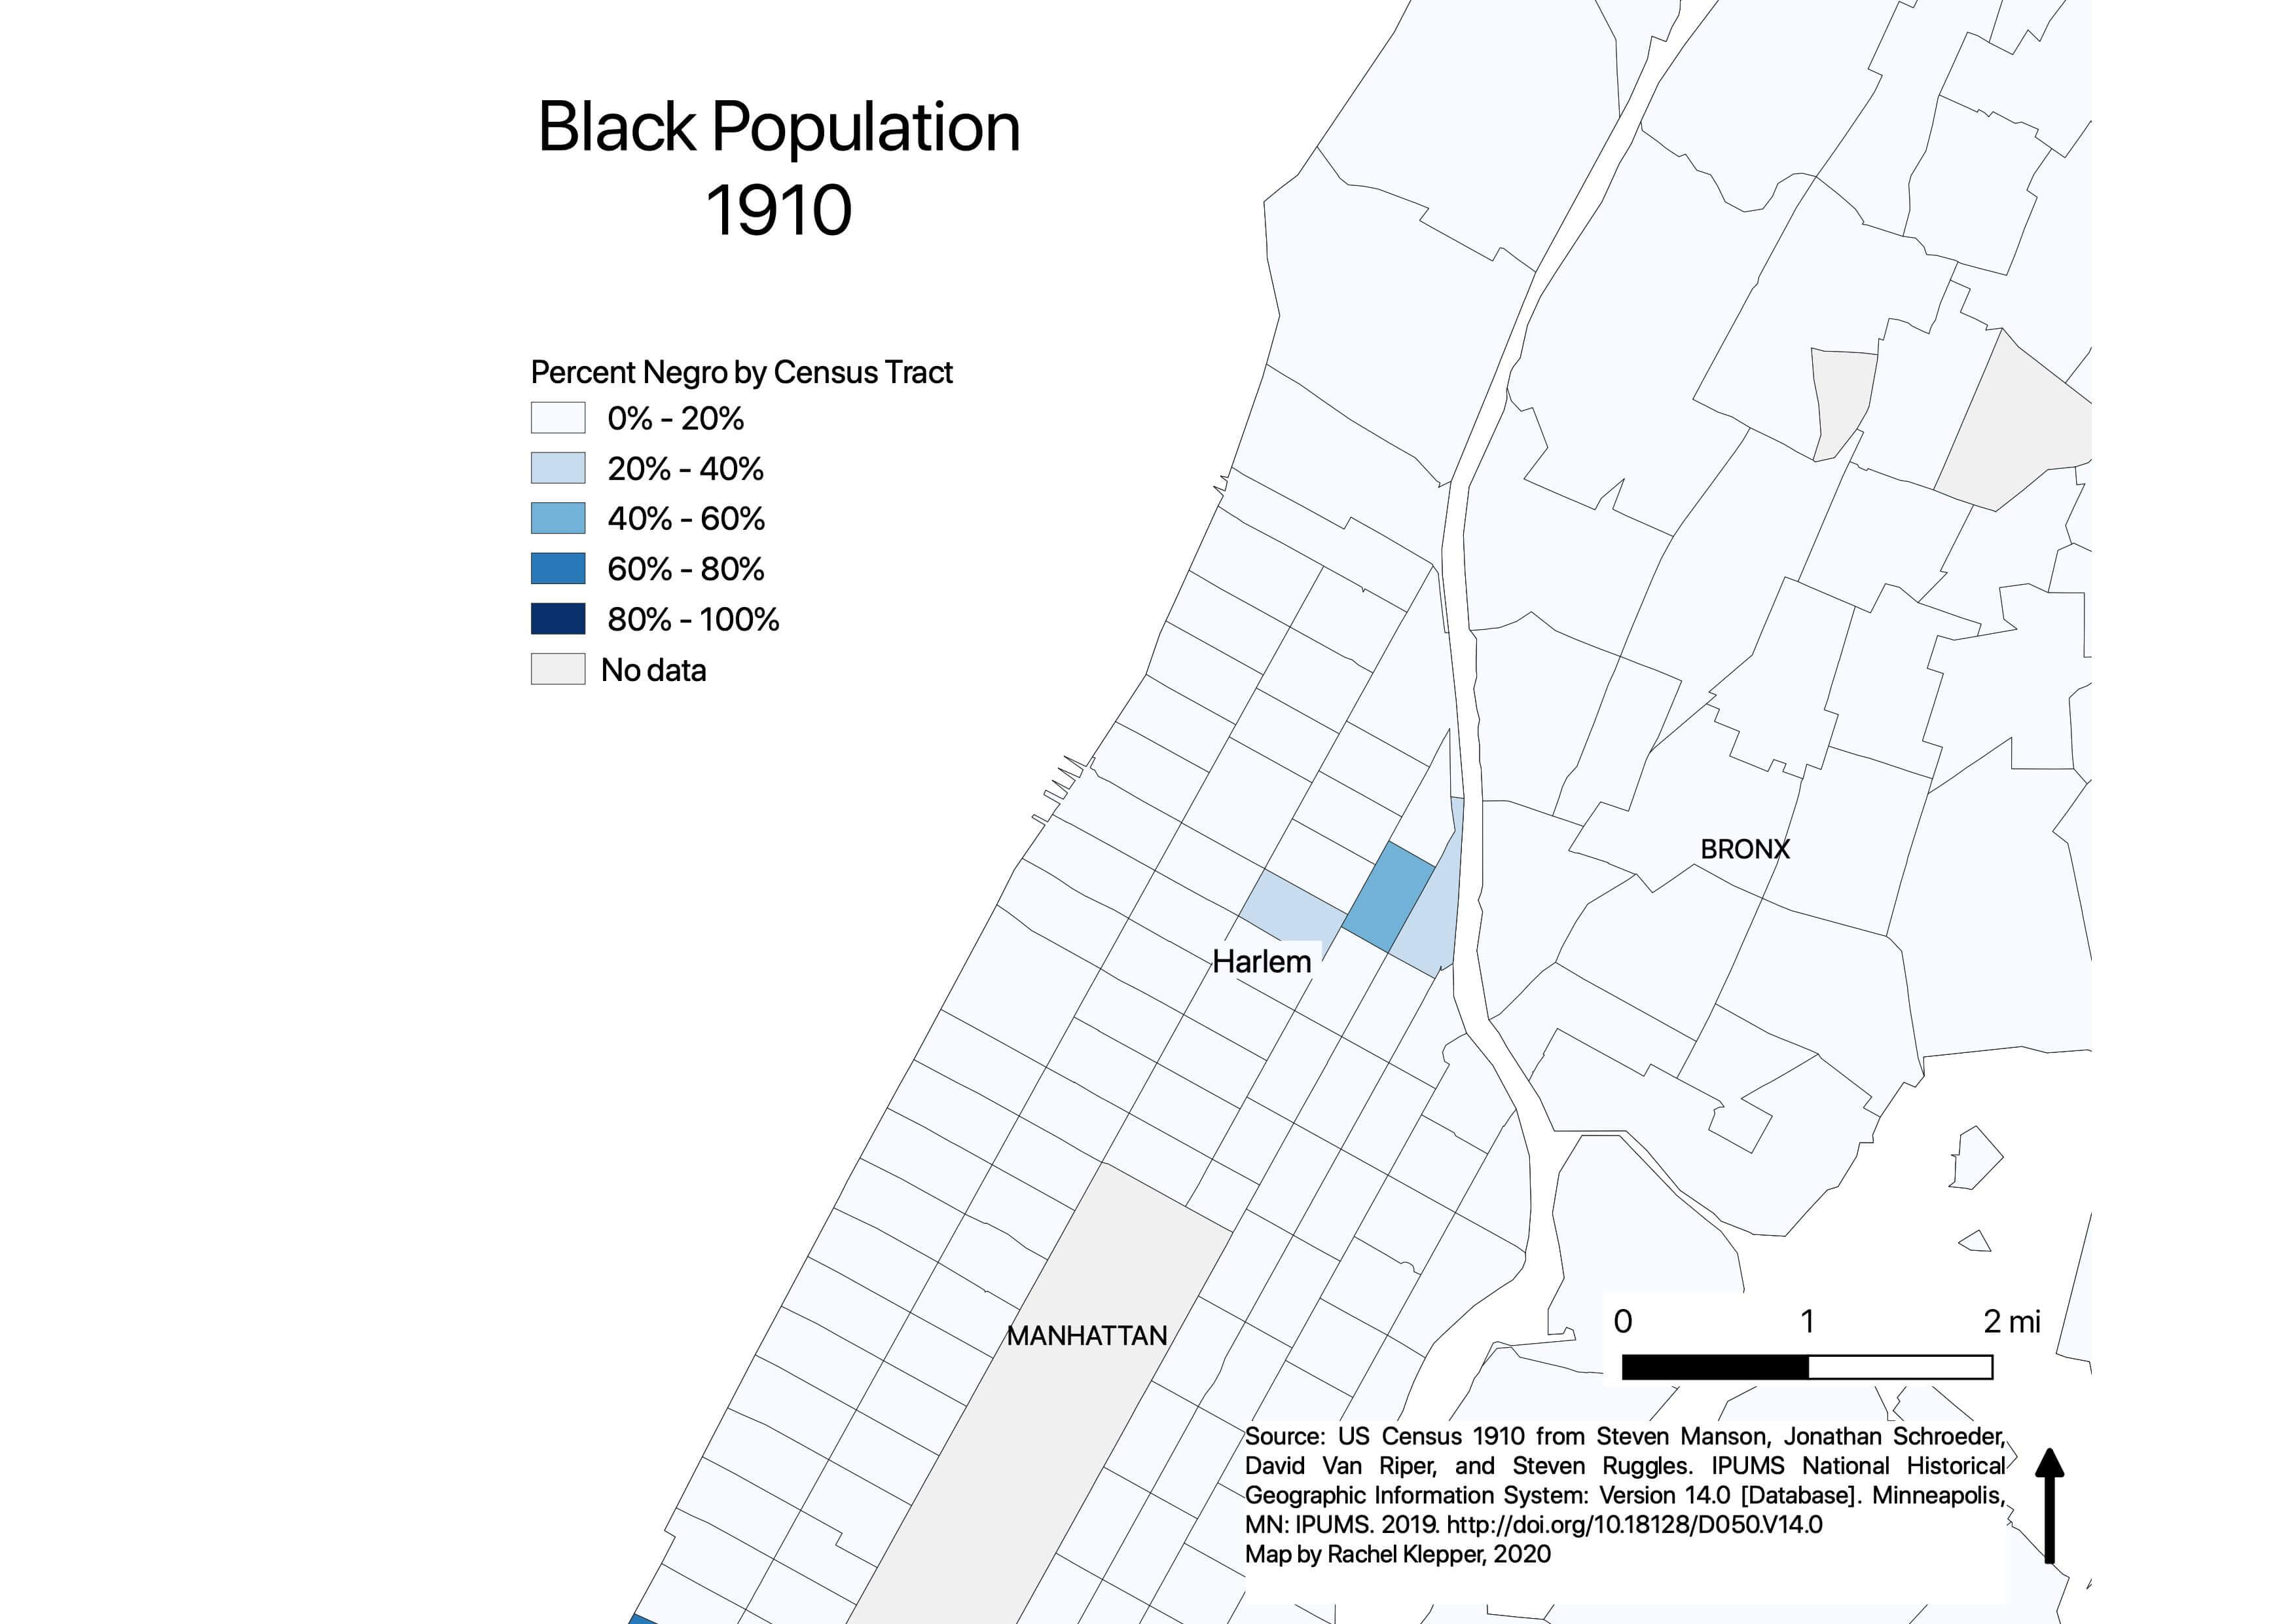 Black Population
1910
Percent Negro by Census Tract
0% - 20%
20% - 40%
40% - 60%
60% - 80%
80% - 100%
No data
BRONX
Harlem
MANHATTAN
0 1 2 mi
Source: US Census 1910 from Steven Manson, Jonathan Schroeder,
David Van Riper, and Steven Ruggles. IPUMS National Historical
Geographic Information System: Version 14.0 [Database]. Minneapolis,
MN: IPUMS. 2019. http://doi.org/10.18128/D050.V14.0
Map by Rachel Klepper, 2020